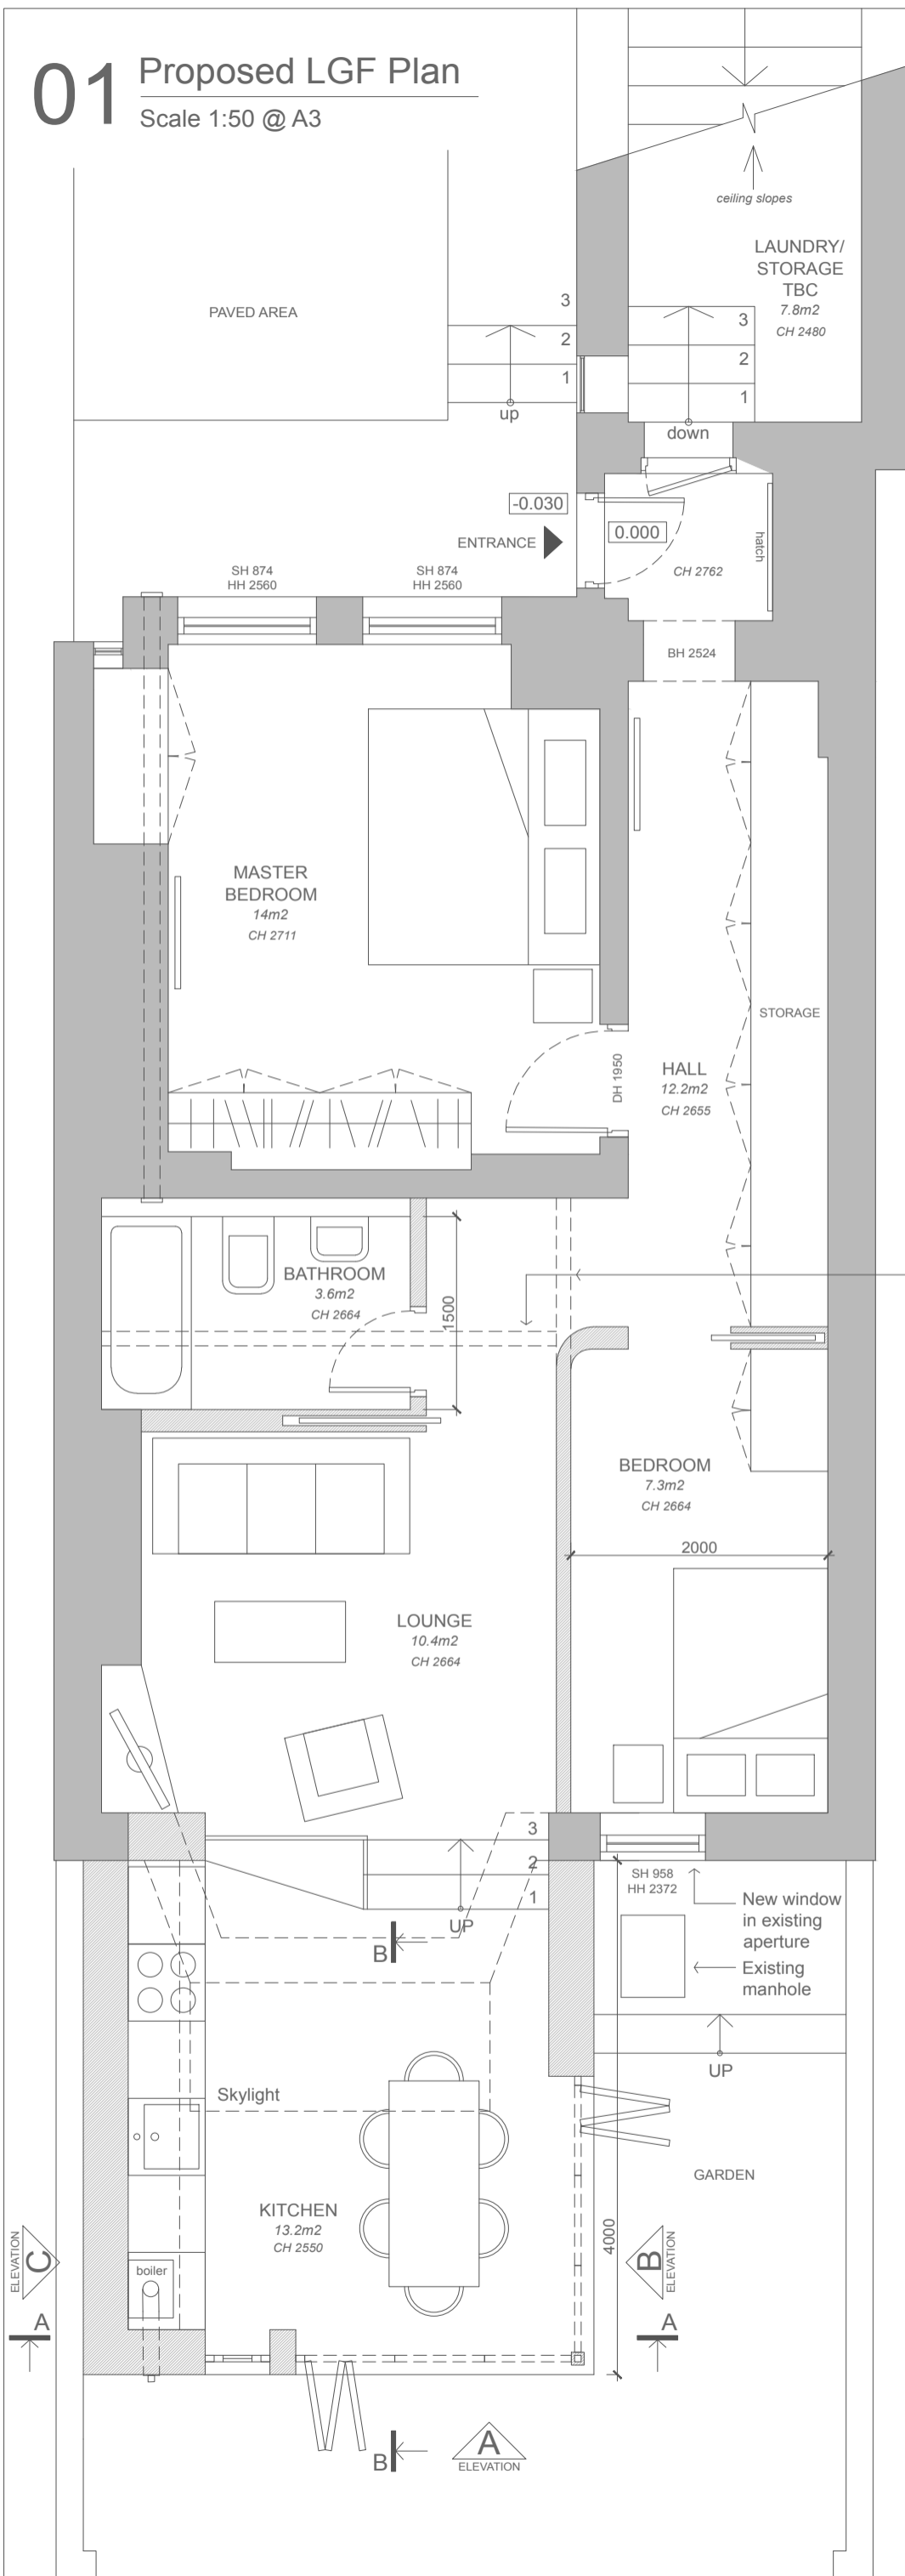 01 Proposed LGF Plan
Scale 1:50 @ A3
ceiling slopes
LAUNDRY/
STORAGE
TBC
7.8m2
CH 2480
PAVED AREA
3
2
1
up
3
2
1
down
-0.030
ENTRANCE
0.000
hatch
CH 2762
SH 874
HH 2560
SH 874
HH 2560
BH 2524
MASTER
BEDROOM
14m2
CH 2711
STORAGE
DH 1950
HALL
12.2m2
CH 2655
BATHROOM
3.6m2
CH 2664
1500
BEDROOM
7.3m2
CH 2664
2000
LOUNGE
10.4m2
CH 2664
3
2
1
UP
SH 958
HH 2372
New window
in existing
aperture
Existing
manhole
B
UP
Skylight
GARDEN
KITCHEN
13.2m2
CH 2550
4000
boiler
C
ELEVATION
B
ELEVATION
A
A
B
A
ELEVATION